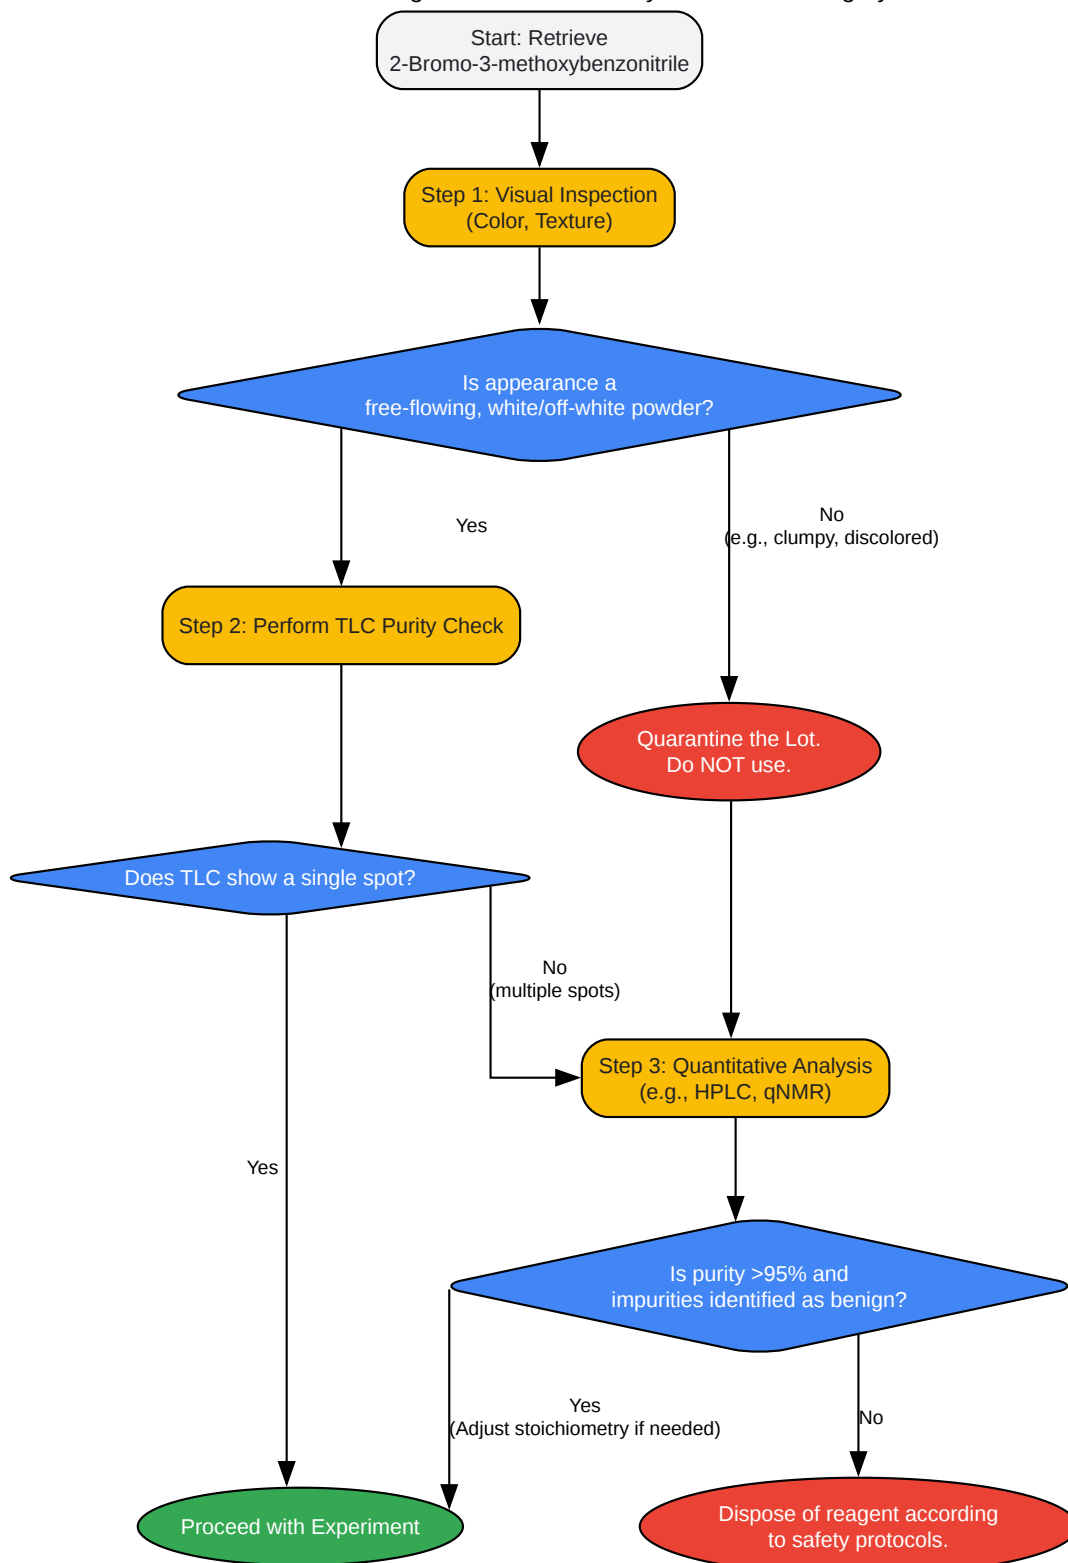 Start: Retrieve
2-Bromo-3-methoxybenzonitrile
Step 1: Visual Inspection
(Color, Texture)
Is appearance a
free-flowing, white/off-white powder?
Yes
No
(e.g., clumpy, discolored)
Step 2: Perform TLC Purity Check
Quarantine the Lot.
Do NOT use.
Does TLC show a single spot?
No
(multiple spots)
Step 3: Quantitative Analysis
(e.g., HPLC, qNMR)
Yes
Is purity >95% and
impurities identified as benign?
Yes
(Adjust stoichiometry if needed)
No
Proceed with Experiment
Dispose of reagent according
to safety protocols.